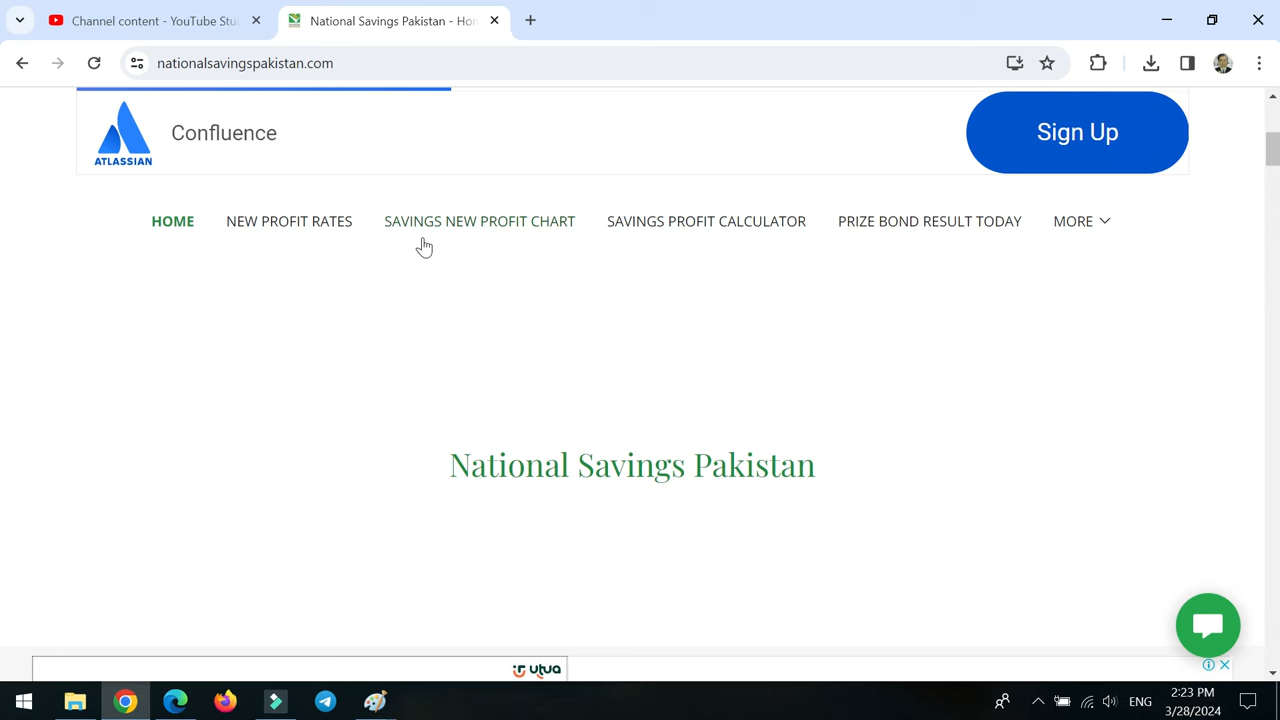 Channel content - YouTube Stu
National Savings Pakistan - Hon
nationalsavingspakistan.com
ATLASSIAN
Confluence
Sign Up
HOME
NEW PROFIT RATES
SAVINGS NEW PROFIT CHART
SAVINGS PROFIT CALCULATOR
PRIZE BOND RESULT TODAY
MORE
National Savings Pakistan
ENG
2:23 PM
3/28/2024